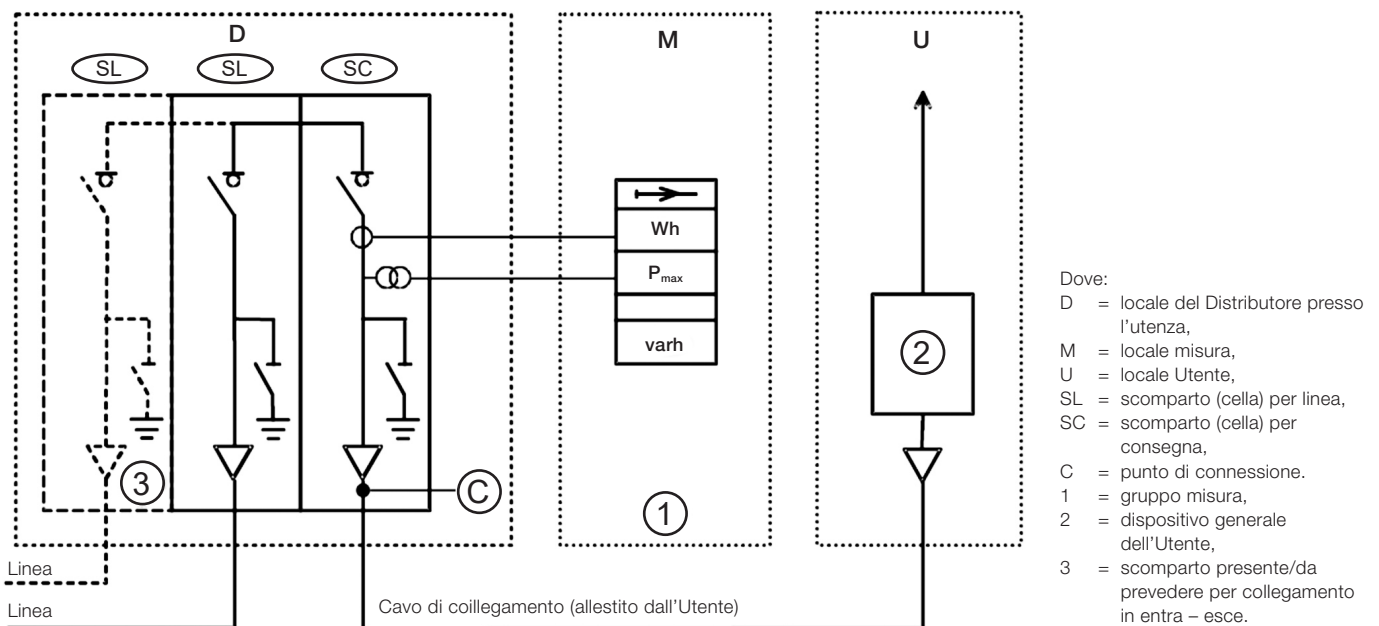 D
M
U
SL
SL
SC
Wh
Pmax
varh
2
3
C
1
Linea
Linea
Cavo di coillegamento (allestito dall'Utente)
Dove:
D = locale del Distributore presso
l'utenza,
M = locale misura,
U = locale Utente,
SL = scomparto (cella) per linea,
SC = scomparto (cella) per
consegna,
C = punto di connessione.
1 = gruppo misura,
2 = dispositivo generale
dell'Utente,
3 = scomparto presente/da
prevedere per collegamento
in entra – esce.